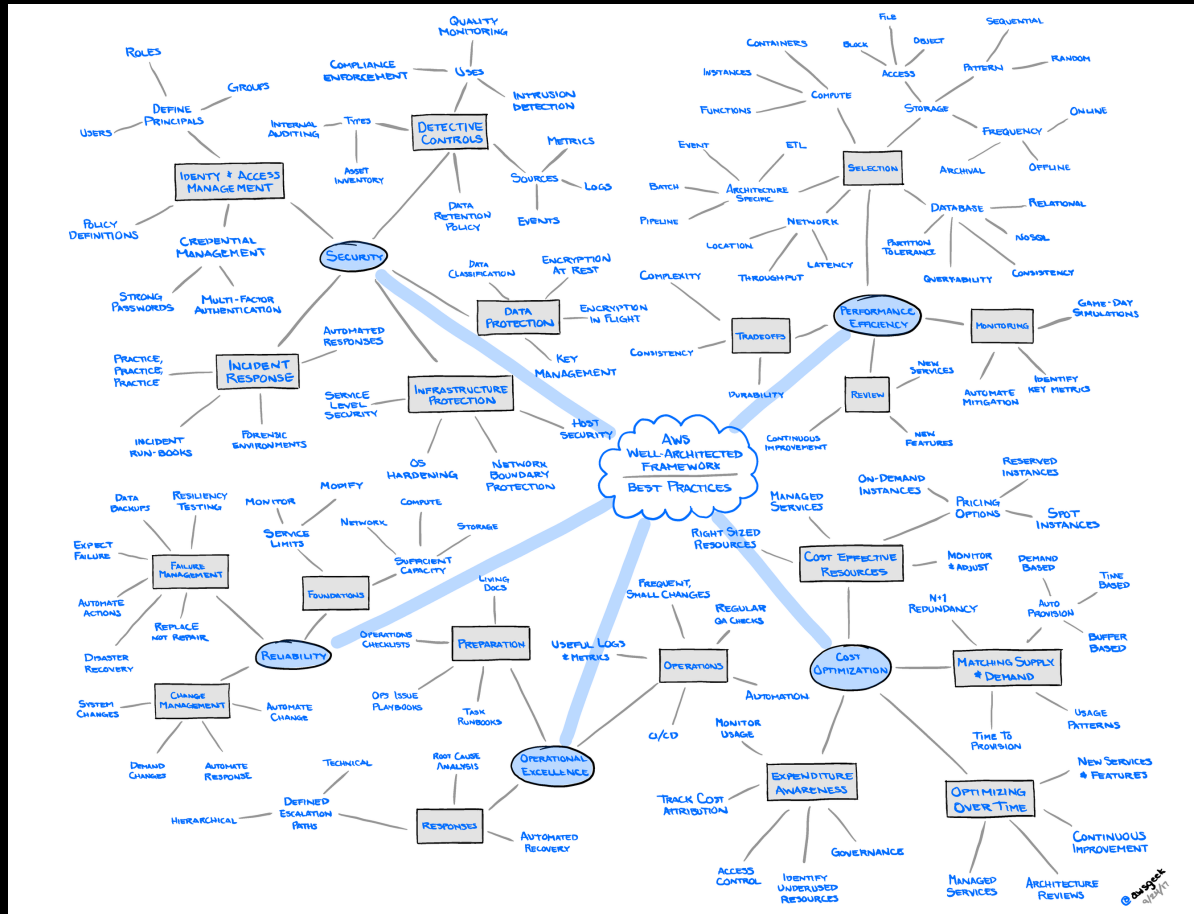 AWS
WELL-ARCHITECTED
FRAMEWORK
BEST PRACTICES
SECURITY
IDENTY & ACCESS
MANAGEMENT
DEFINE
PRINCIPALS
ROLES
GROUPS
USERS
POLICY
DEFINITIONS
CREDENTIAL
MANAGEMENT
STRONG
PASSWORDS
MULTI-FACTOR
AUTHENTICATION
DETECTIVE
CONTROLS
USES
QUALITY
MONITORING
COMPLIANCE
ENFORCEMENT
INTRUSION
DETECTION
TYPES
INTERNAL
AUDITING
ASSET
INVENTORY
DATA
RETENTION
POLICY
SOURCES
METRICS
LOGS
EVENTS
DATA
PROTECTION
DATA
CLASSIFICATION
ENCRYPTION
AT REST
ENCRYPTION
IN FLIGHT
KEY
MANAGEMENT
INFRASTRUCTURE
PROTECTION
SERVICE
LEVEL
SECURITY
OS
HARDENING
NETWORK
BOUNDARY
PROTECTION
HOST
SECURITY
INCIDENT
RESPONSE
AUTOMATED
RESPONSES
PRACTICE,
PRACTICE,
PRACTICE
INCIDENT
RUN-BOOKS
FORENSIC
ENVIRONMENTS
PERFORMANCE
EFFICIENCY
SELECTION
COMPUTE
CONTAINERS
INSTANCES
FUNCTIONS
STORAGE
ACCESS
FILE
BLOCK
OBJECT
PATTERN
SEQUENTIAL
RANDOM
FREQUENCY
ONLINE
OFFLINE
ARCHIVAL
ARCHITECTURE
SPECIFIC
EVENT
ETL
BATCH
PIPELINE
NETWORK
LOCATION
THROUGHPUT
LATENCY
DATABASE
RELATIONAL
NoSQL
CONSISTENCY
QUERY-ABILITY
PARTITION
TOLERANCE
TRADEOFFS
COMPLEXITY
CONSISTENCY
DURABILITY
REVIEW
NEW
SERVICES
NEW
FEATURES
CONTINUOUS
IMPROVEMENT
MONITORING
GAME-DAY
SIMULATIONS
AUTOMATE
MITIGATION
IDENTIFY
KEY METRICS
RELIABILITY
FOUNDATIONS
SERVICE
LIMITS
MONITOR
MODIFY
SUFFICIENT
CAPACITY
NETWORK
COMPUTE
STORAGE
FAILURE
MANAGEMENT
DATA
BACKUPS
RESILIENCY
TESTING
EXPECT
FAILURE
AUTOMATE
ACTIONS
DISASTER
RECOVERY
REPLACE
NOT REPAIR
CHANGE
MANAGEMENT
SYSTEM
CHANGES
DEMAND
CHANGES
AUTOMATE
RESPONSE
AUTOMATE
CHANGE
OPERATIONAL
EXCELLENCE
PREPARATION
LIVING
DOCS
OPERATIONS
CHECKLISTS
OPS ISSUE
PLAYBOOKS
TASK
RUNBOOKS
OPERATIONS
FREQUENT,
SMALL CHANGES
REGULAR
QA CHECKS
USEFUL LOGS
& METRICS
AUTOMATION
CI/CD
RESPONSES
ROOT CAUSE
ANALYSIS
AUTOMATED
RECOVERY
DEFINED
ESCALATION
PATHS
TECHNICAL
HIERARCHICAL
COST
OPTIMIZATION
COST EFFECTIVE
RESOURCES
MANAGED
SERVICES
RIGHT SIZED
RESOURCES
PRICING
OPTIONS
ON-DEMAND
INSTANCES
RESERVED
INSTANCES
SPOT
INSTANCES
MONITOR
& ADJUST
MATCHING SUPPLY
& DEMAND
N+1
REDUNDANCY
AUTO
PROVISION
DEMAND
BASED
TIME
BASED
BUFFER
BASED
USAGE
PATTERNS
TIME TO
PROVISION
EXPENDITURE
AWARENESS
MONITOR
USAGE
TRACK COST
ATTRIBUTION
ACCESS
CONTROL
IDENTIFY
UNDERUSED
RESOURCES
GOVERNANCE
OPTIMIZING
OVER TIME
NEW SERVICES
& FEATURES
CONTINUOUS
IMPROVEMENT
ARCHITECTURE
REVIEWS
MANAGED
SERVICES
@awsgeek
9/24/17